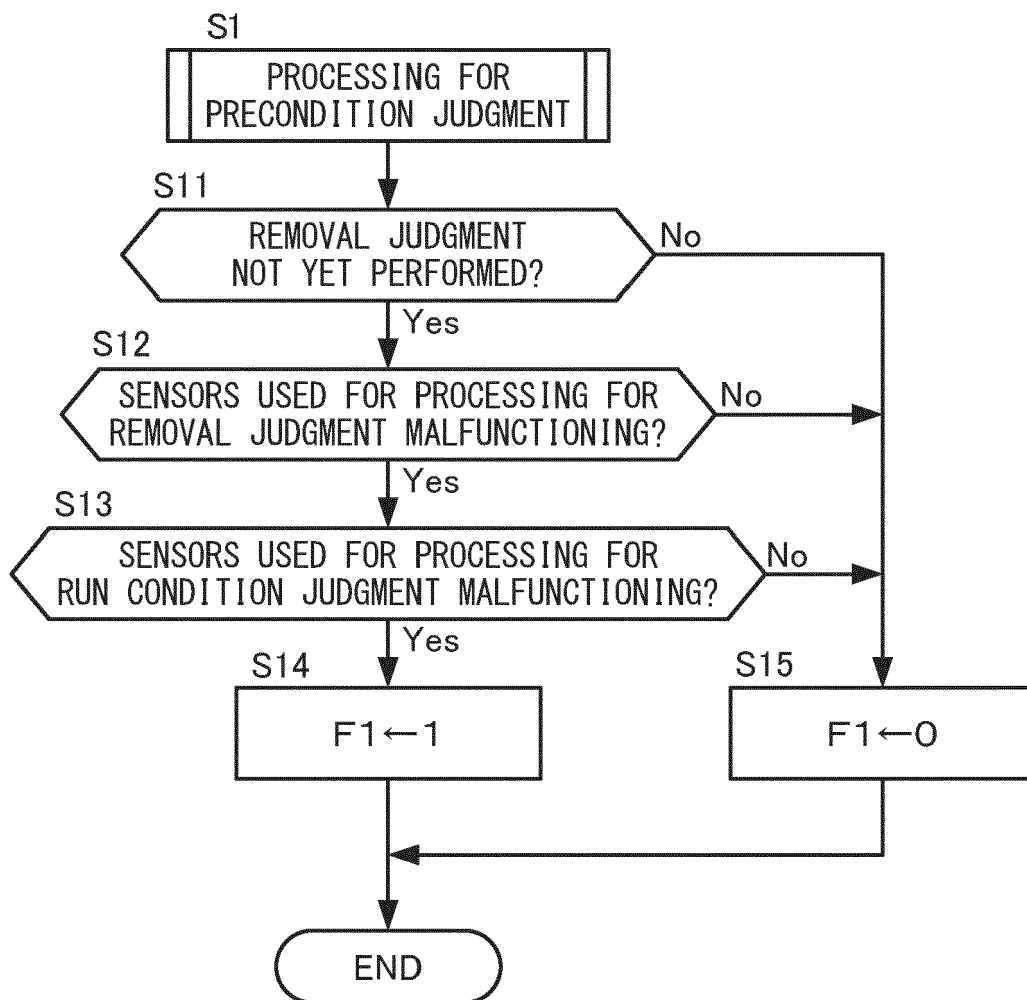 S1
PROCESSING FOR
PRECONDITION JUDGMENT
S11
REMOVAL JUDGMENT
NOT YET PERFORMED?
No
Yes
S12
SENSORS USED FOR PROCESSING FOR
REMOVAL JUDGMENT MALFUNCTIONING?
No
Yes
S13
SENSORS USED FOR PROCESSING FOR
RUN CONDITION JUDGMENT MALFUNCTIONING?
No
Yes
S14
F1←1
S15
F1←0
END